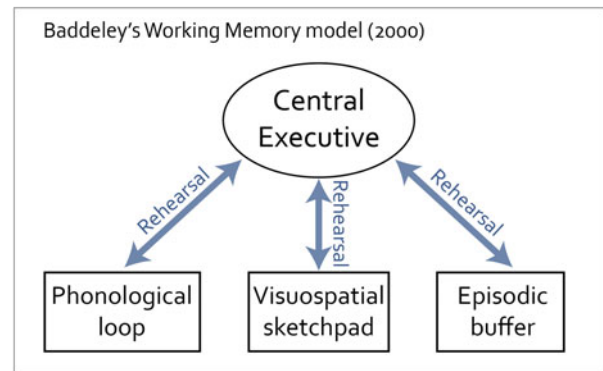 Baddeley's Working Memory model (2000)
Central
Executive
Rehearsal
Rehearsal
Rehearsal
Phonological
loop
Visuospatial
sketchpad
Episodic
buffer